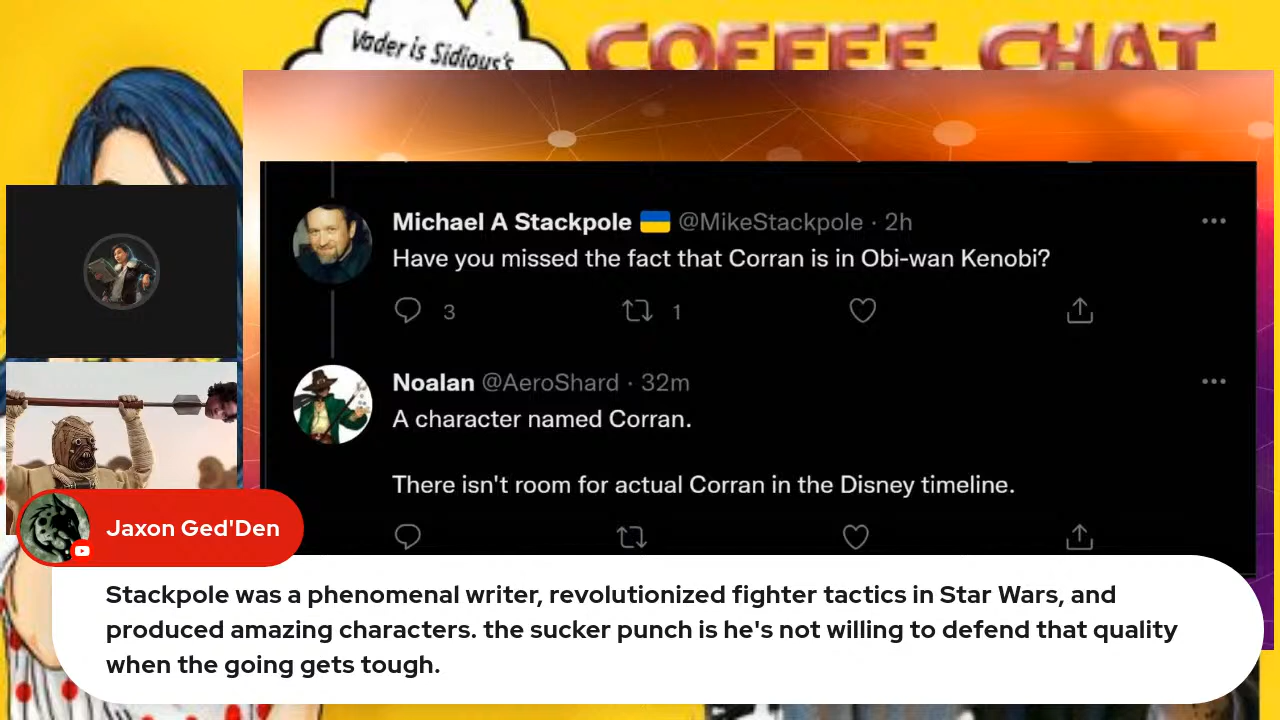 Vader is Sidious's
COFFEE CHAT
Michael A Stackpole 🇺🇦 @MikeStackpole · 2h
Have you missed the fact that Corran is in Obi-wan Kenobi?
3 1
Noalan @AeroShard · 32m
A character named Corran.
There isn't room for actual Corran in the Disney timeline.
Jaxon Ged'Den
Stackpole was a phenomenal writer, revolutionized fighter tactics in Star Wars, and
produced amazing characters. the sucker punch is he's not willing to defend that quality
when the going gets tough.